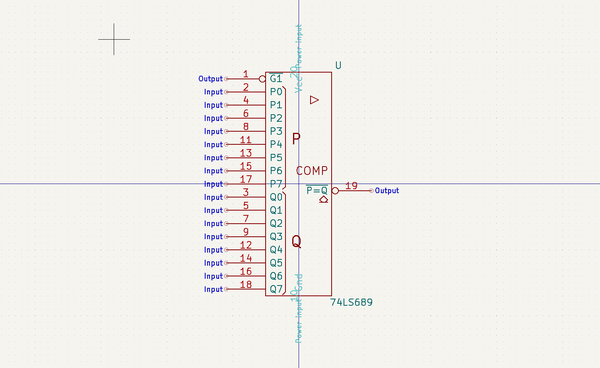 Power input
20
Vcc
U
Output 1 G1
Input 2 P0
Input 4 P1
Input 6 P2
Input 8 P3
Input 11 P4
Input 13 P5
Input 15 P6
Input 17 P7
Input 3 Q0
Input 5 Q1
Input 7 Q2
Input 9 Q3
Input 12 Q4
Input 14 Q5
Input 16 Q6
Input 18 Q7
P
COMP
P=Q 19 Output
Q
Gnd
10
Power input
74LS689